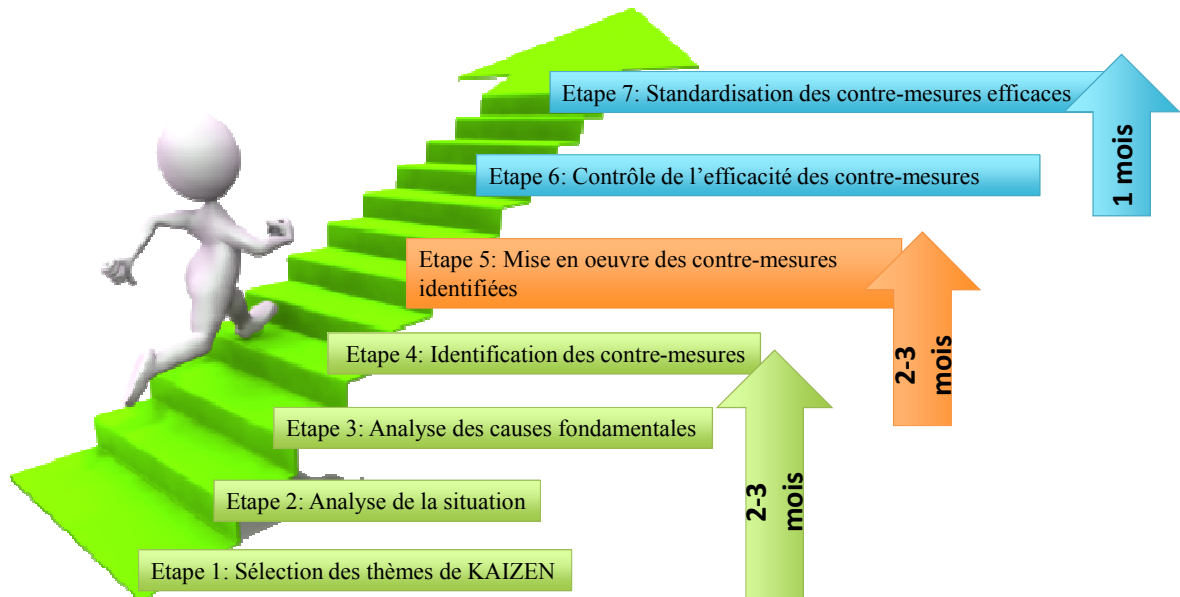 Etape 7: Standardisation des contre-mesures efficaces
1 mois
Etape 6: Contrôle de l’efficacité des contre-mesures
Etape 5: Mise en oeuvre des contre-mesures
identifiées
2-3
mois
Etape 4: Identification des contre-mesures
Etape 3: Analyse des causes fondamentales
2-3
mois
Etape 2: Analyse de la situation
Etape 1: Sélection des thèmes de KAIZEN